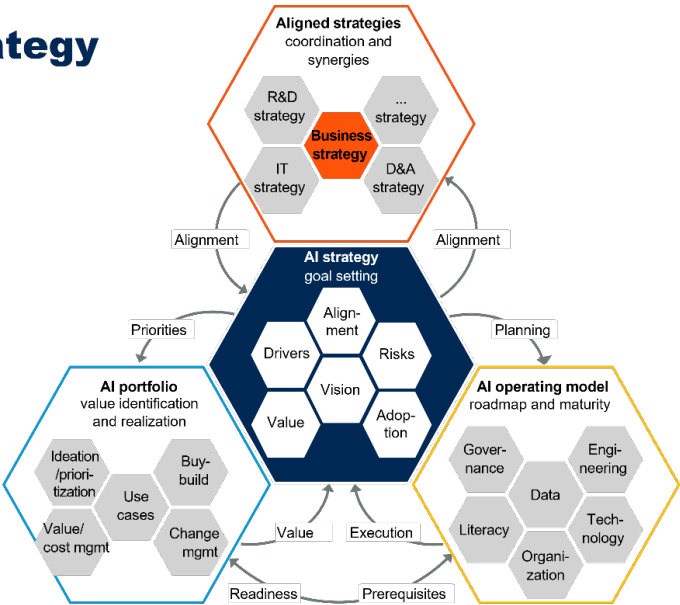 ategy
Aligned strategies
coordination and
synergies
R&D
strategy
...
strategy
Business
strategy
IT
strategy
D&A
strategy
Alignment
Alignment
AI strategy
goal setting
Align-
ment
Drivers
Risks
Vision
Value
Adop-
tion
Priorities
Planning
AI portfolio
value identification
and realization
Ideation
/priori-
tization
Buy-
build
Use
cases
Value/
cost mgmt
Change
mgmt
AI operating model
roadmap and maturity
Gover-
nance
Engi-
neering
Data
Literacy
Tech-
nology
Organi-
zation
Value
Execution
Readiness
Prerequisites